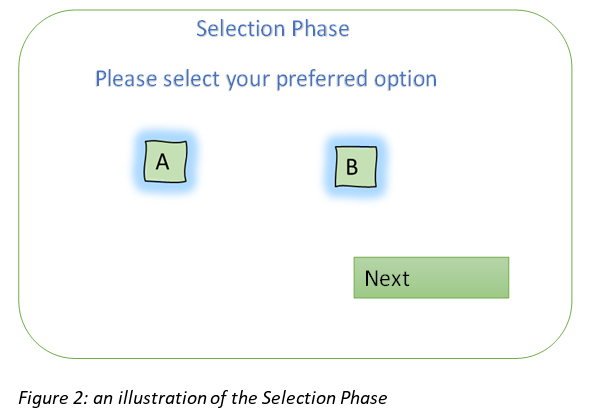 Selection Phase
Please select your preferred option
A B
Next
Figure 2: an illustration of the Selection Phase